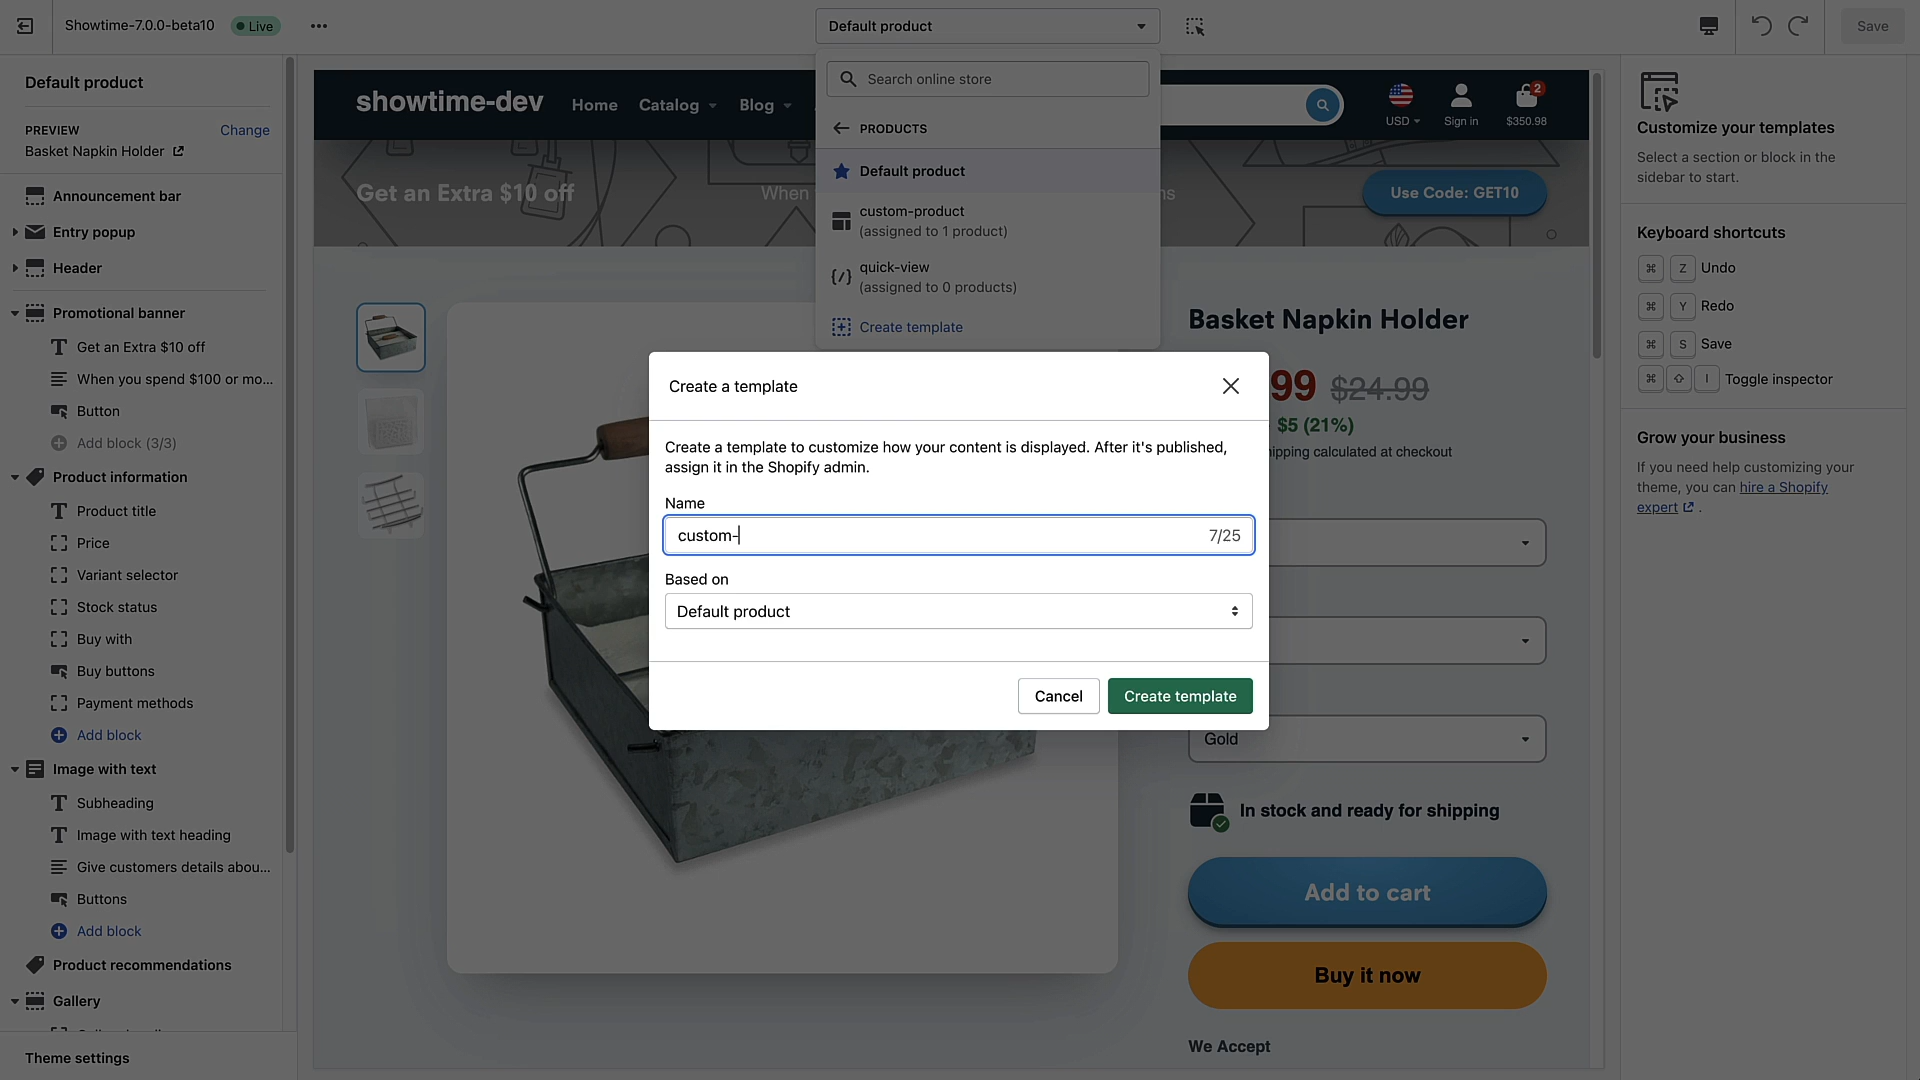 Showtime-7.0.0-beta10
Live
Default product
Save
Default product
PREVIEW
Change
Basket Napkin Holder
Announcement bar
Entry popup
Header
Promotional banner
Get an Extra $10 off
When you spend $100 or mo...
Button
Add block (3/3)
Product information
Product title
Price
Variant selector
Stock status
Buy with
Buy buttons
Payment methods
Add block
Image with text
Subheading
Image with text heading
Give customers details abou...
Buttons
Add block
Product recommendations
Gallery
Theme settings
showtime-dev
Home
Catalog
Blog
USD
Sign in
2
$350.98
Get an Extra $10 off
When
ns
Use Code: GET10
Search online store
PRODUCTS
Default product
custom-product
(assigned to 1 product)
quick-view
(assigned to 0 products)
Create template
Create a template
Create a template to customize how your content is displayed. After it's published,
assign it in the Shopify admin.
Name
custom-
7/25
Based on
Default product
Cancel
Create template
Basket Napkin Holder
99 $24.99
$5 (21%)
hipping calculated at checkout
Gold
In stock and ready for shipping
Add to cart
Buy it now
We Accept
Customize your templates
Select a section or block in the
sidebar to start.
Keyboard shortcuts
⌘ Z Undo
⌘ Y Redo
⌘ S Save
⌘ ⇧ I Toggle inspector
Grow your business
If you need help customizing your
theme, you can hire a Shopify
expert .